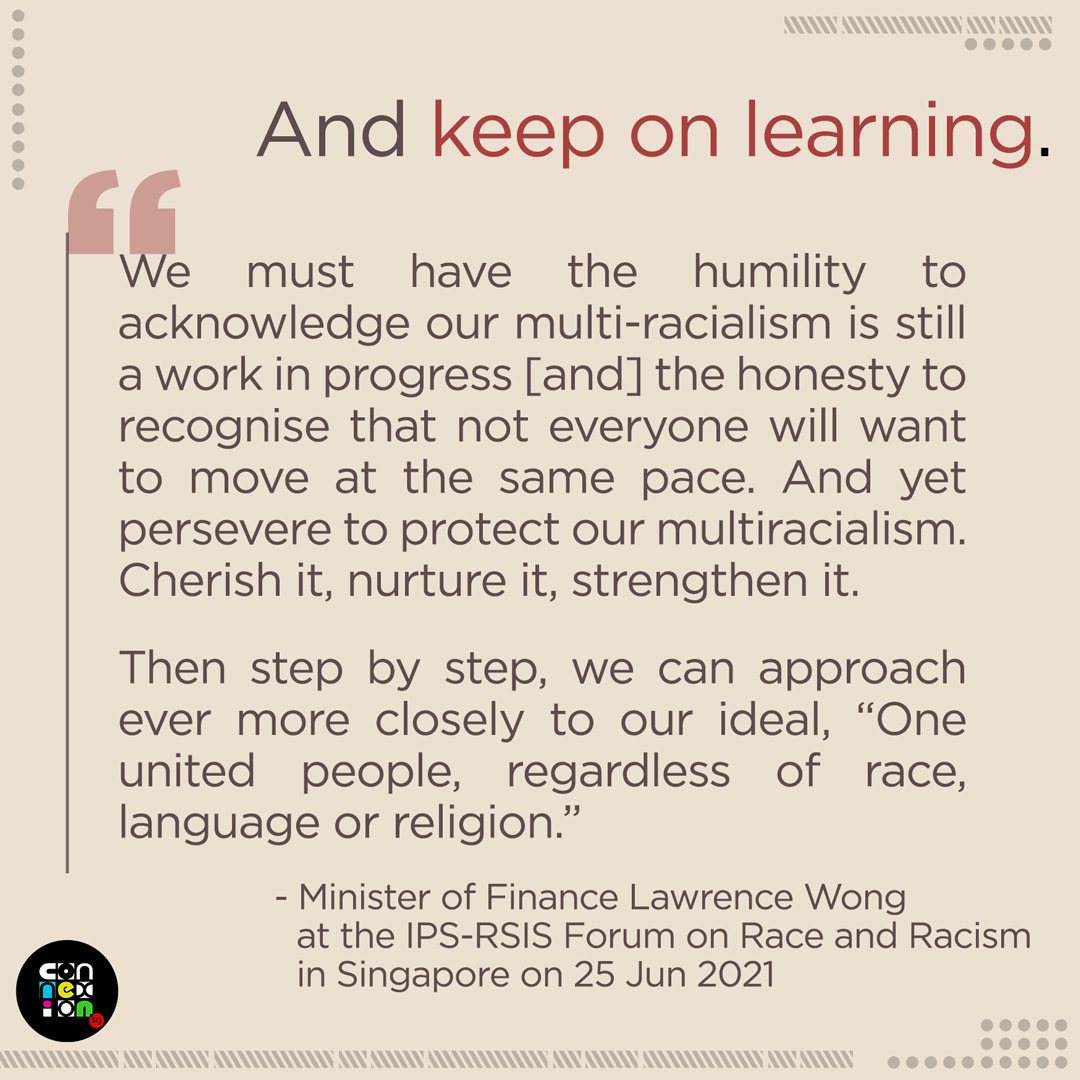 And keep on learning.
We must have the humility to
acknowledge our multi-racialism is still
a work in progress [and] the honesty to
recognise that not everyone will want
to move at the same pace. And yet
persevere to protect our multiracialism.
Cherish it, nurture it, strengthen it.
Then step by step, we can approach
ever more closely to our ideal, “One
united people, regardless of race,
language or religion.”
- Minister of Finance Lawrence Wong
at the IPS-RSIS Forum on Race and Racism
in Singapore on 25 Jun 2021
con
nex
ion
sg